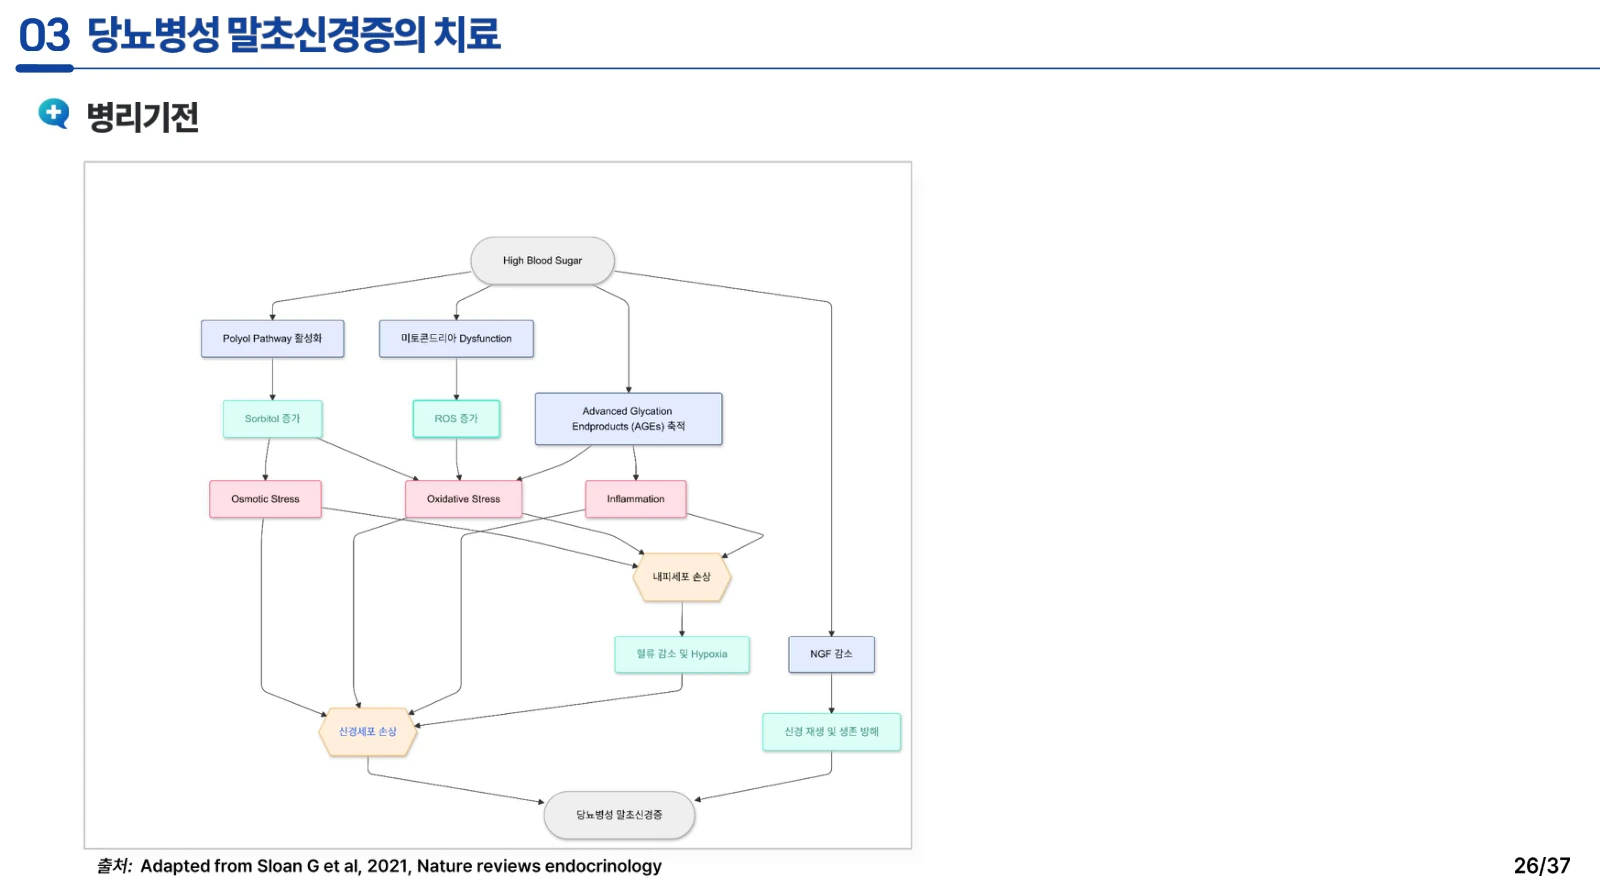 03 당뇨병성 말초신경증의 치료
병리기전
High Blood Sugar
Polyol Pathway 활성화
미토콘드리아 Dysfunction
Sorbitol 증가
ROS 증가
Advanced Glycation
Endproducts (AGEs) 축적
Osmotic Stress
Oxidative Stress
Inflammation
내피세포 손상
혈류 감소 및 Hypoxia
NGF 감소
신경세포 손상
신경 재생 및 생존 방해
당뇨병성 말초신경증
출처: Adapted from Sloan G et al, 2021, Nature reviews endocrinology
26/37